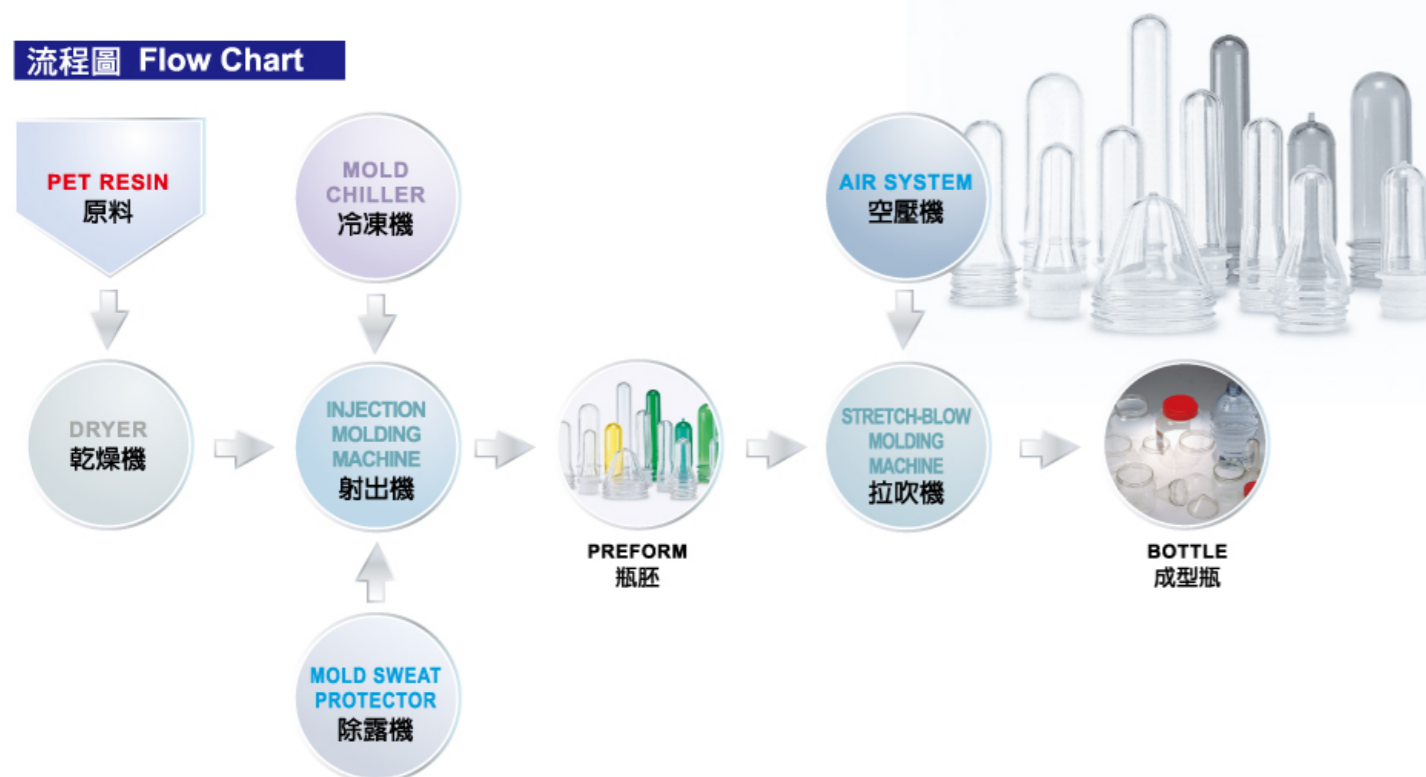 流程圖 Flow Chart
PET RESIN
原料
MOLD
CHILLER
冷凍機
AIR SYSTEM
空壓機
DRYER
乾燥機
INJECTION
MOLDING
MACHINE
射出機
PREFORM
瓶胚
STRETCH-BLOW
MOLDING
MACHINE
拉吹機
BOTTLE
成型瓶
MOLD SWEAT
PROTECTOR
除露機